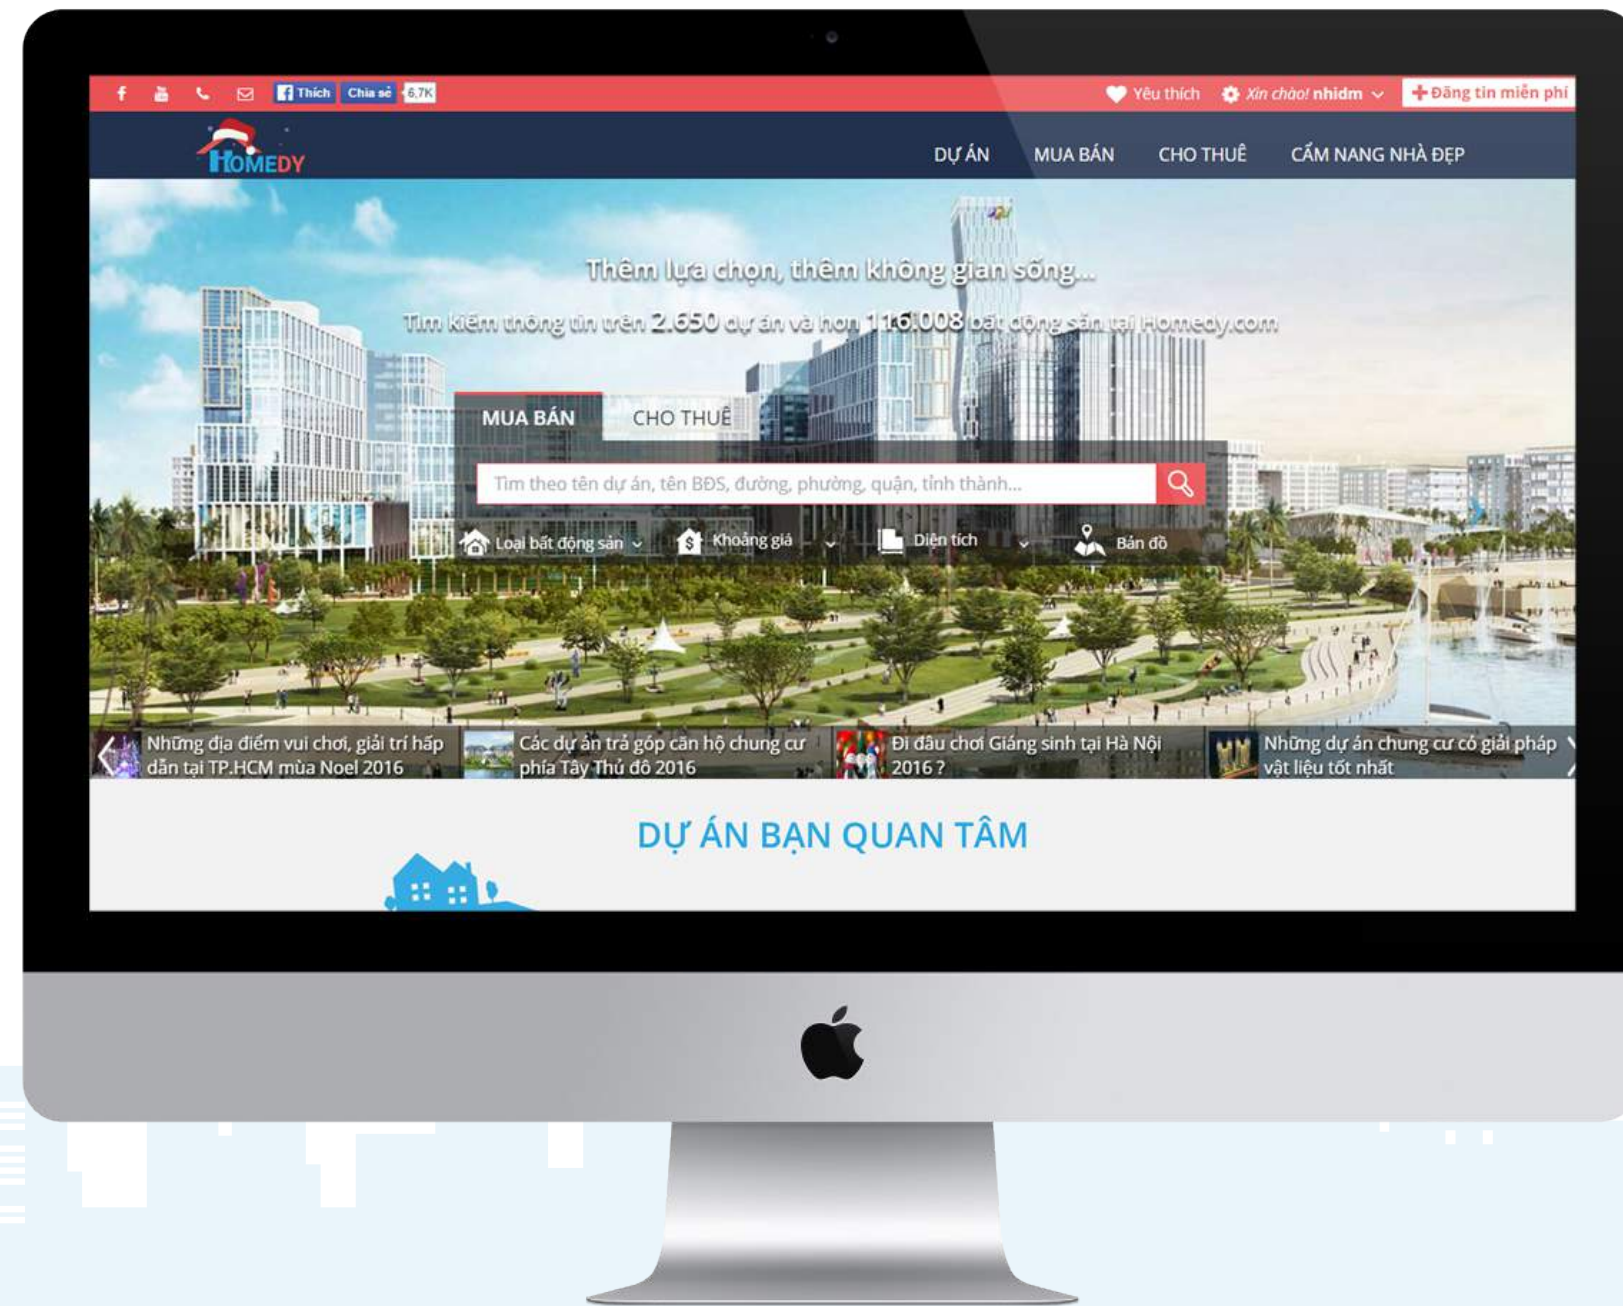 Thích Chia sẻ 6,7K Yêu thích Xin chào! nhidm +Đăng tin miễn phí
HOMEDY DỰ ÁN MUA BÁN CHO THUÊ CẨM NANG NHÀ ĐẸP
Thêm lựa chọn, thêm không gian sống...
Tìm kiếm thông tin trên 2.650 dự án và hơn 116.008 bất động sản tại Homedy.com
MUA BÁN CHO THUÊ
Tìm theo tên dự án, tên BĐS, đường, phường, quận, tỉnh thành...
Loại bất động sản Khoảng giá Diện tích Bản đồ
Những địa điểm vui chơi, giải trí hấp
dẫn tại TP.HCM mùa Noel 2016
Các dự án trả góp căn hộ chung cư
phía Tây Thủ đô 2016
Đi đâu chơi Giáng sinh tại Hà Nội
2016 ?
Những dự án chung cư có giải pháp
vật liệu tốt nhất
DỰ ÁN BẠN QUAN TÂM